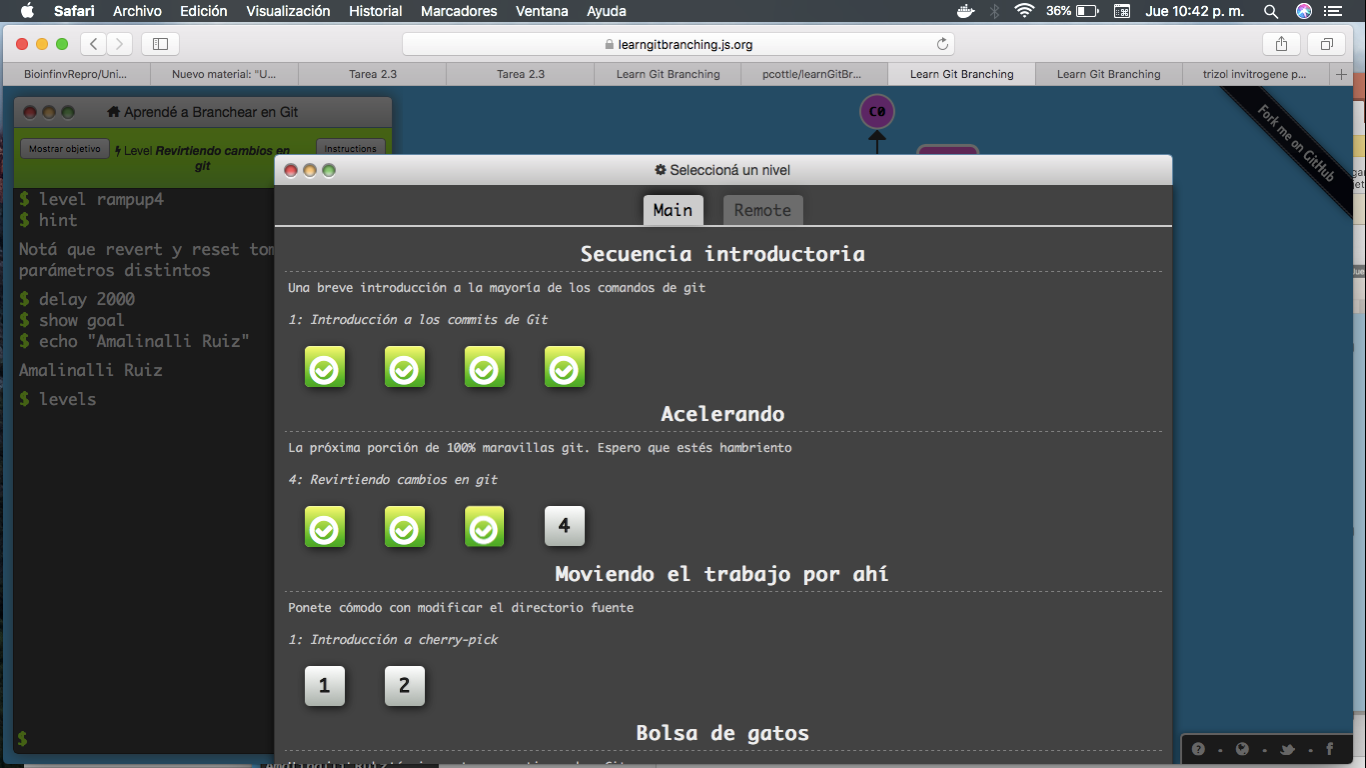 Safari Archivo Edición Visualización Historial Marcadores Ventana Ayuda 36% Jue 10:42 p. m.
learngitbranching.js.org
BioinfinvRepro/Uni... Nuevo material: "U... Tarea 2.3 Tarea 2.3 Learn Git Branching pcottle/learnGitBr... Learn Git Branching Learn Git Branching trizol invitrogene p... +
Aprendé a Branchear en Git
Mostrar objetivo Level Revirtiendo cambios en git Instructions
$ level rampup4
$ hint
Notá que revert y reset tom
parámetros distintos
$ delay 2000
$ show goal
$ echo "Amalinalli Ruiz"
Amalinalli Ruiz
$ levels
$
C0
Fork me on GitHub
Seleccioná un nivel
Main Remote
Secuencia introductoria
Una breve introducción a la mayoría de los comandos de git
1: Introducción a los commits de Git
Acelerando
La próxima porción de 100% maravillas git. Espero que estés hambriento
4: Revirtiendo cambios en git
4
Moviendo el trabajo por ahí
Ponete cómodo con modificar el directorio fuente
1: Introducción a cherry-pick
1 2
Bolsa de gatos